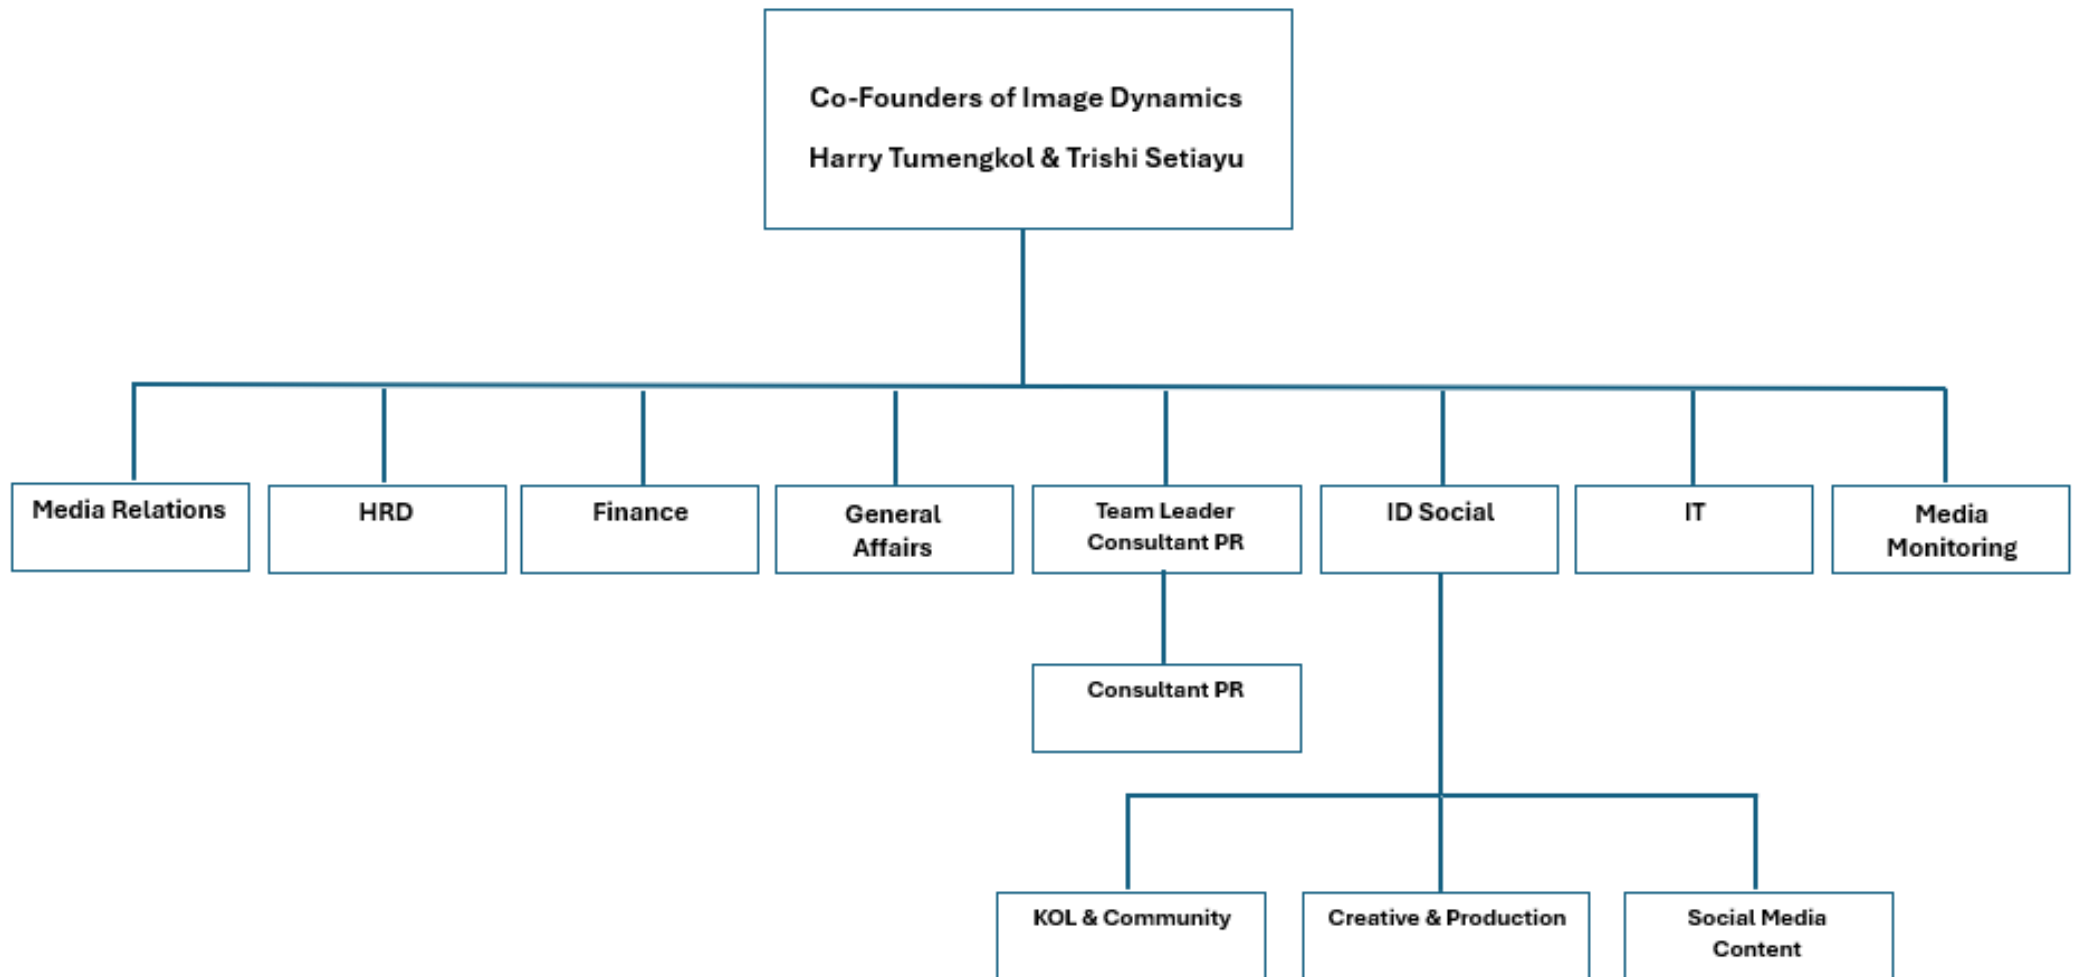 Co-Founders of Image Dynamics
Harry Tumengkol & Trishi Setiayu
Media Relations
HRD
Finance
General
Affairs
Team Leader
Consultant PR
ID Social
IT
Media
Monitoring
Consultant PR
KOL & Community
Creative & Production
Social Media
Content